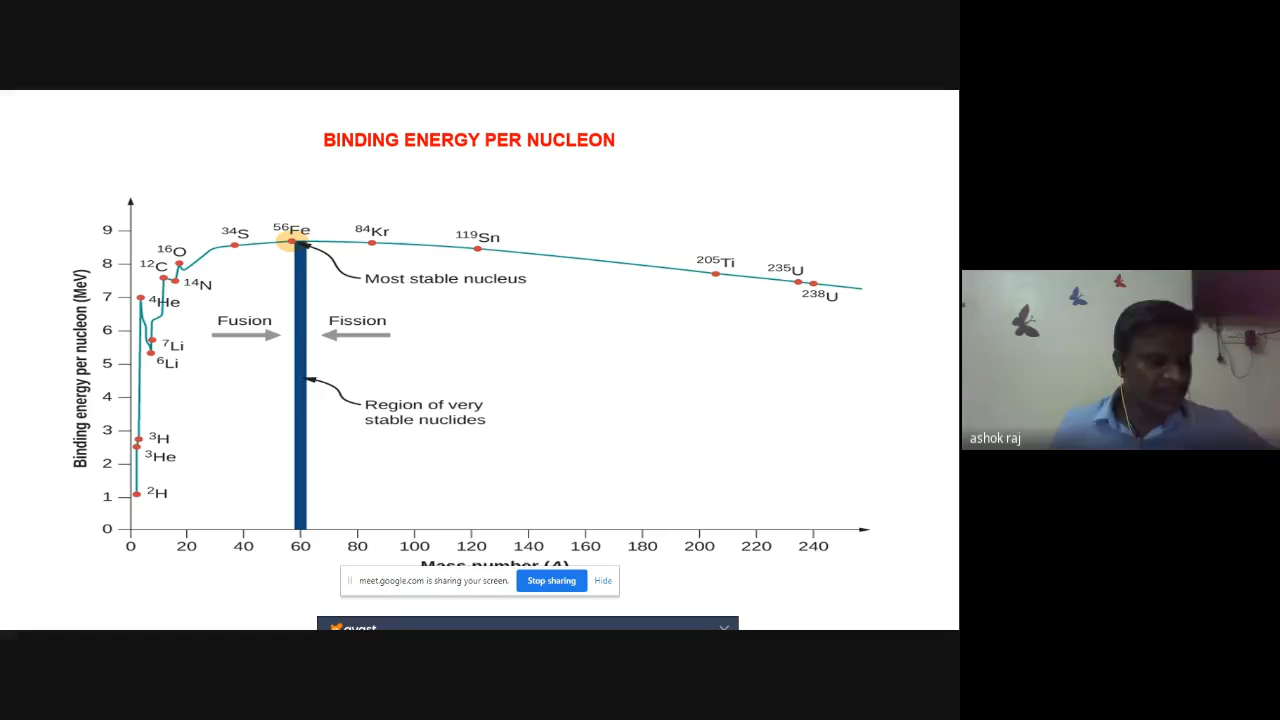 BINDING ENERGY PER NUCLEON
Binding energy per nucleon (MeV)
9
8
7
6
5
4
3
2
1
0
34S
56Fe
84Kr
119Sn
205Ti
235U
238U
16O
12C
14N
4He
7Li
6Li
3H
3He
2H
Most stable nucleus
Fusion
Fission
Region of very
stable nuclides
0 20 40 60 80 100 120 140 160 180 200 220 240
Mass number (A)
meet.google.com is sharing your screen. Stop sharing Hide
avast
ashok raj